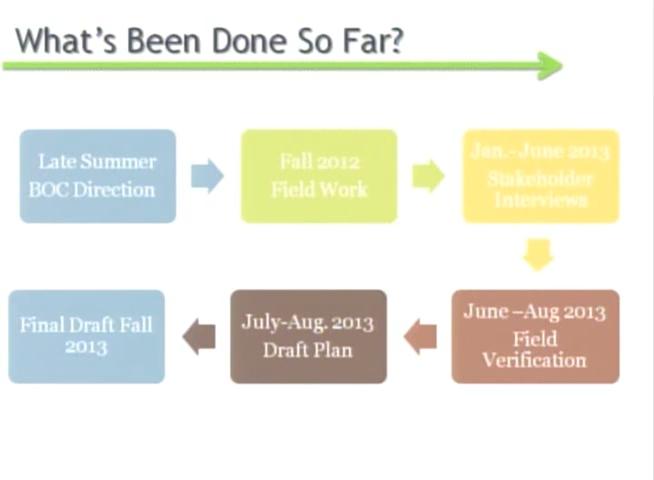 What's Been Done So Far?
Late Summer
BOC Direction
Fall 2012
Field Work
Jan.-June 2013
Stakeholder
Interviews
June –Aug 2013
Field
Verification
July-Aug. 2013
Draft Plan
Final Draft Fall
2013